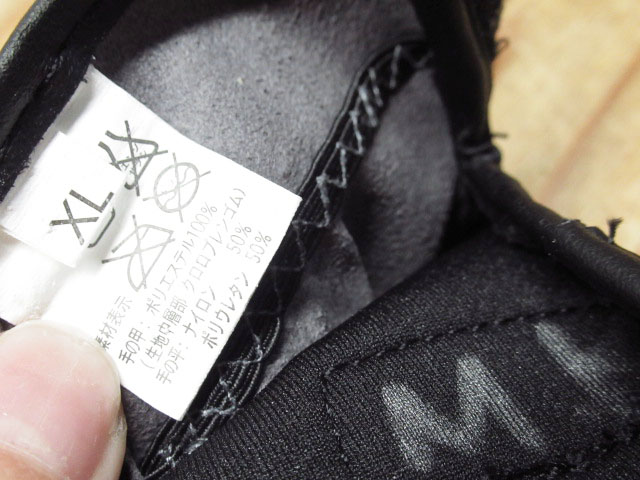 XL
素材表示
手の甲:ポリエステル100%
(生地中層部:クロロプレンゴム)
手の平:ナイロン 50%
ポリウレタン 50%
M